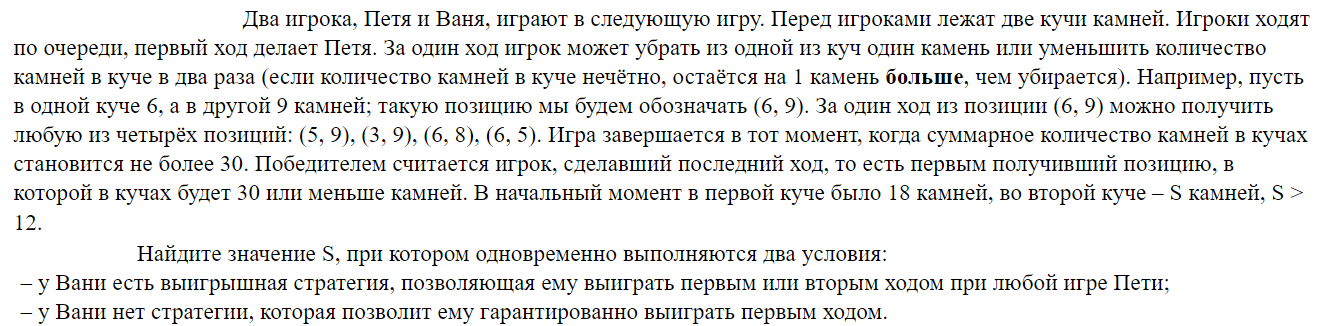 Два игрока, Петя и Ваня, играют в следующую игру. Перед игроками лежат две кучи камней. Игроки ходят
по очереди, первый ход делает Петя. За один ход игрок может убрать из одной из куч один камень или уменьшить количество
камней в куче в два раза (если количество камней в куче нечётно, остаётся на 1 камень больше, чем убирается). Например, пусть
в одной куче 6, а в другой 9 камней; такую позицию мы будем обозначать (6, 9). За один ход из позиции (6, 9) можно получить
любую из четырёх позиций: (5, 9), (3, 9), (6, 8), (6, 5). Игра завершается в тот момент, когда суммарное количество камней в кучах
становится не более 30. Победителем считается игрок, сделавший последний ход, то есть первым получивший позицию, в
которой в кучах будет 30 или меньше камней. В начальный момент в первой куче было 18 камней, во второй куче – S камней, S >
12.
Найдите значение S, при котором одновременно выполняются два условия:
– у Вани есть выигрышная стратегия, позволяющая ему выиграть первым или вторым ходом при любой игре Пети;
– у Вани нет стратегии, которая позволит ему гарантированно выиграть первым ходом.